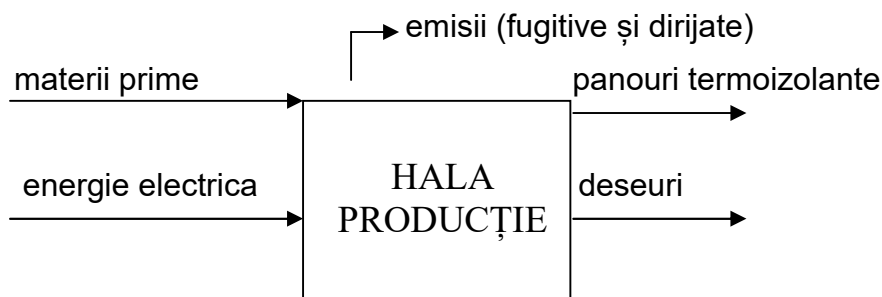 emisii (fugitive și dirijate)
materii prime
panouri termoizolante
energie electrica
HALA
PRODUCȚIE
deseuri